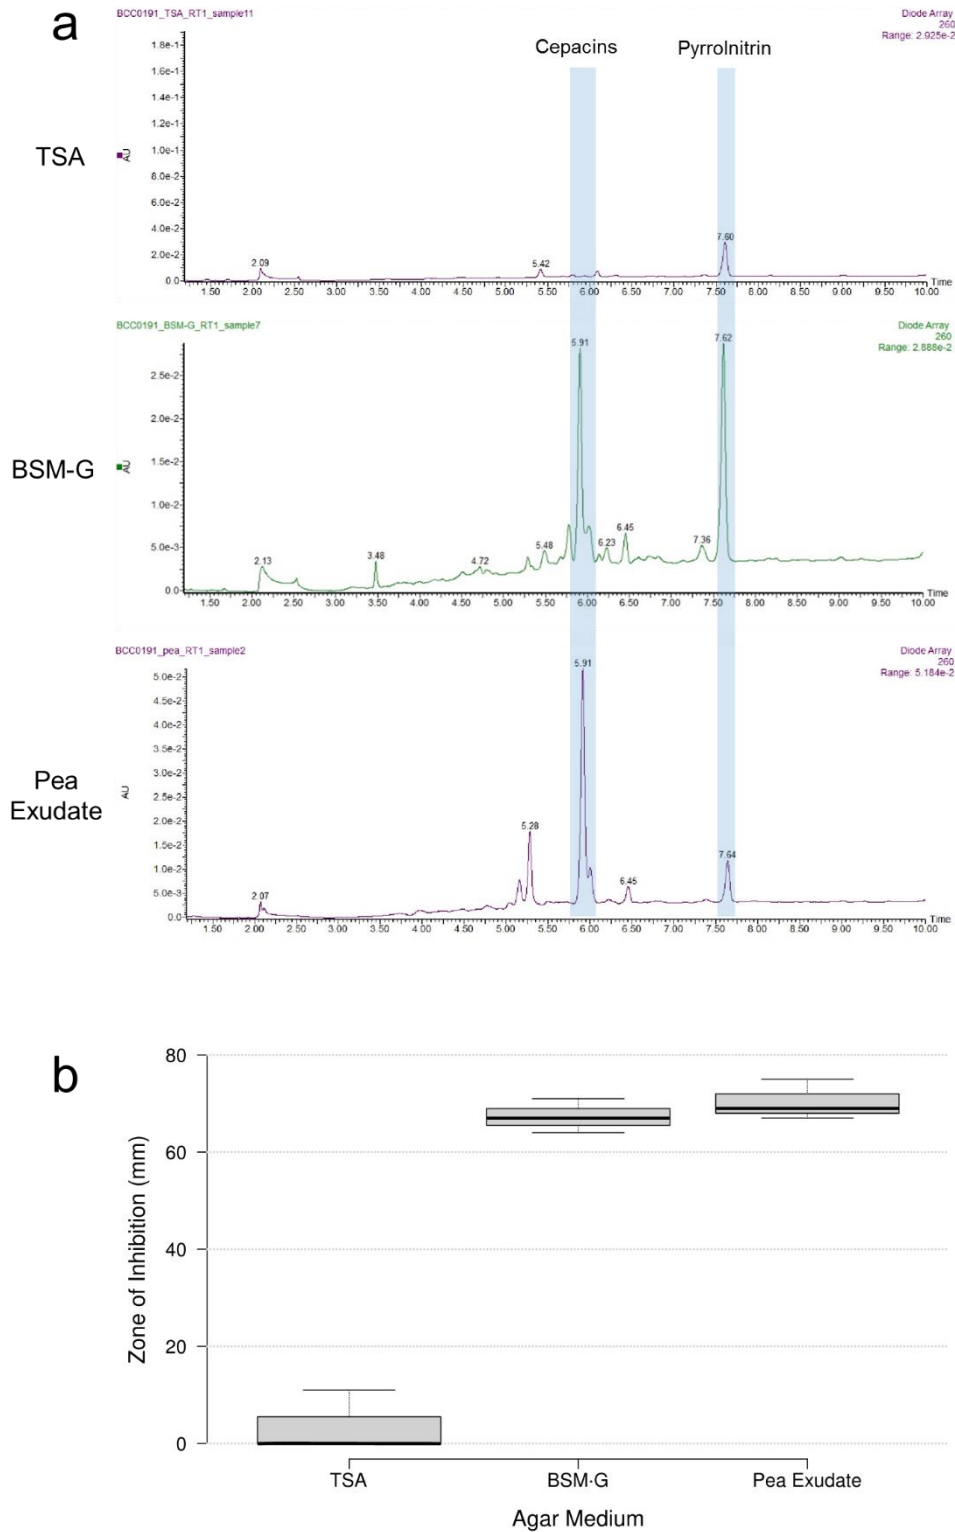 a
BCC0191_TSA_RT1_sample11
Diode Array
260
Range: 2.925e-2
Cepacins
Pyrrolnitrin
TSA
AU
1.8e-1
1.6e-1
1.4e-1
1.2e-1
1.0e-1
8.0e-2
6.0e-2
4.0e-2
2.0e-2
0.0
2.09
5.42
7.60
1.50 2.00 2.50 3.00 3.50 4.00 4.50 5.00 5.50 6.00 6.50 7.00 7.50 8.00 8.50 9.00 9.50 10.00 Time
BCC0191_BSM-G_RT1_sample7
Diode Array
260
Range: 2.888e-2
BSM-G
AU
2.5e-2
2.0e-2
1.5e-2
1.0e-2
5.0e-3
0.0
2.13
3.48
4.72
5.48
5.91
6.23
6.45
7.36
7.62
1.50 2.00 2.50 3.00 3.50 4.00 4.50 5.00 5.50 6.00 6.50 7.00 7.50 8.00 8.50 9.00 9.50 10.00 Time
BCC0191_pea_RT1_sample2
Diode Array
260
Range: 5.184e-2
Pea
Exudate
AU
5.0e-2
4.5e-2
4.0e-2
3.5e-2
3.0e-2
2.5e-2
2.0e-2
1.5e-2
1.0e-2
5.0e-3
0.0
2.07
5.28
5.91
6.45
7.64
1.50 2.00 2.50 3.00 3.50 4.00 4.50 5.00 5.50 6.00 6.50 7.00 7.50 8.00 8.50 9.00 9.50 10.00 Time
b
Zone of Inhibition (mm)
80
60
40
20
0
TSA BSM·G Pea Exudate
Agar Medium